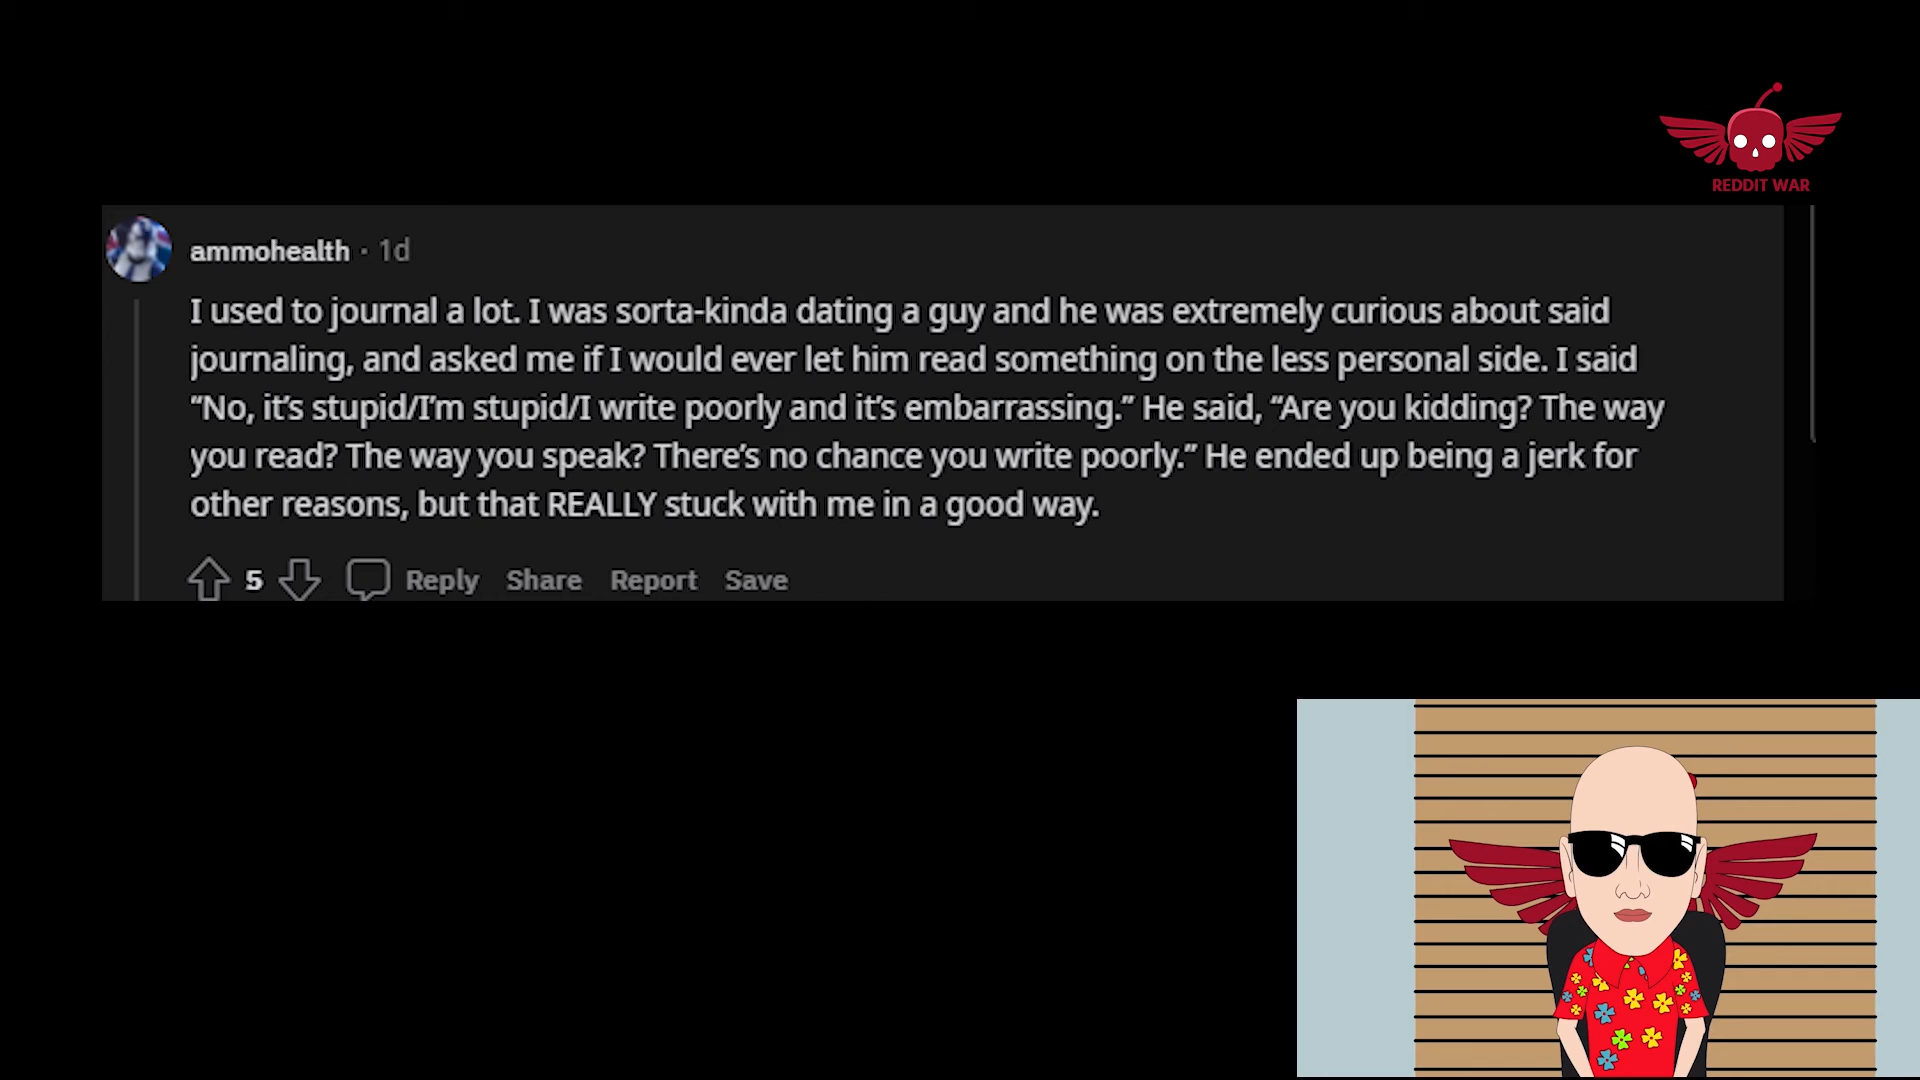 REDDIT WAR
ammohealth · 1d
I used to journal a lot. I was sorta-kinda dating a guy and he was extremely curious about said
journaling, and asked me if I would ever let him read something on the less personal side. I said
“No, it’s stupid/I’m stupid/I write poorly and it’s embarrassing.” He said, “Are you kidding? The way
you read? The way you speak? There’s no chance you write poorly.” He ended up being a jerk for
other reasons, but that REALLY stuck with me in a good way.
5 Reply Share Report Save